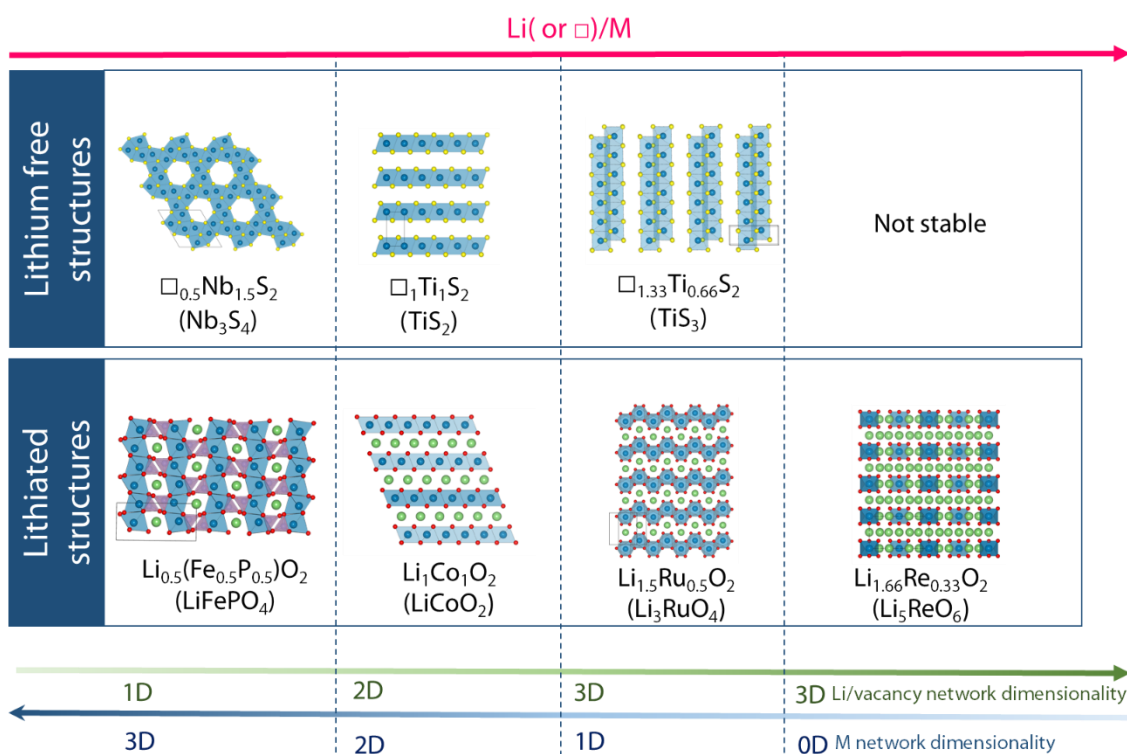 Li( or □)/M
Lithium free
structures
□₀.₅Nb₁.₅S₂
(Nb₃S₄)
□₁Ti₁S₂
(TiS₂)
□₁.₃₃Ti₀.₆₆S₂
(TiS₃)
Not stable
Lithiated
structures
Li₀.₅(Fe₀.₅P₀.₅)O₂
(LiFePO₄)
Li₁Co₁O₂
(LiCoO₂)
Li₁.₅Ru₀.₅O₂
(Li₃RuO₄)
Li₁.₆₆Re₀.₃₃O₂
(Li₅ReO₆)
1D 2D 3D 3D Li/vacancy network dimensionality
3D 2D 1D 0D M network dimensionality